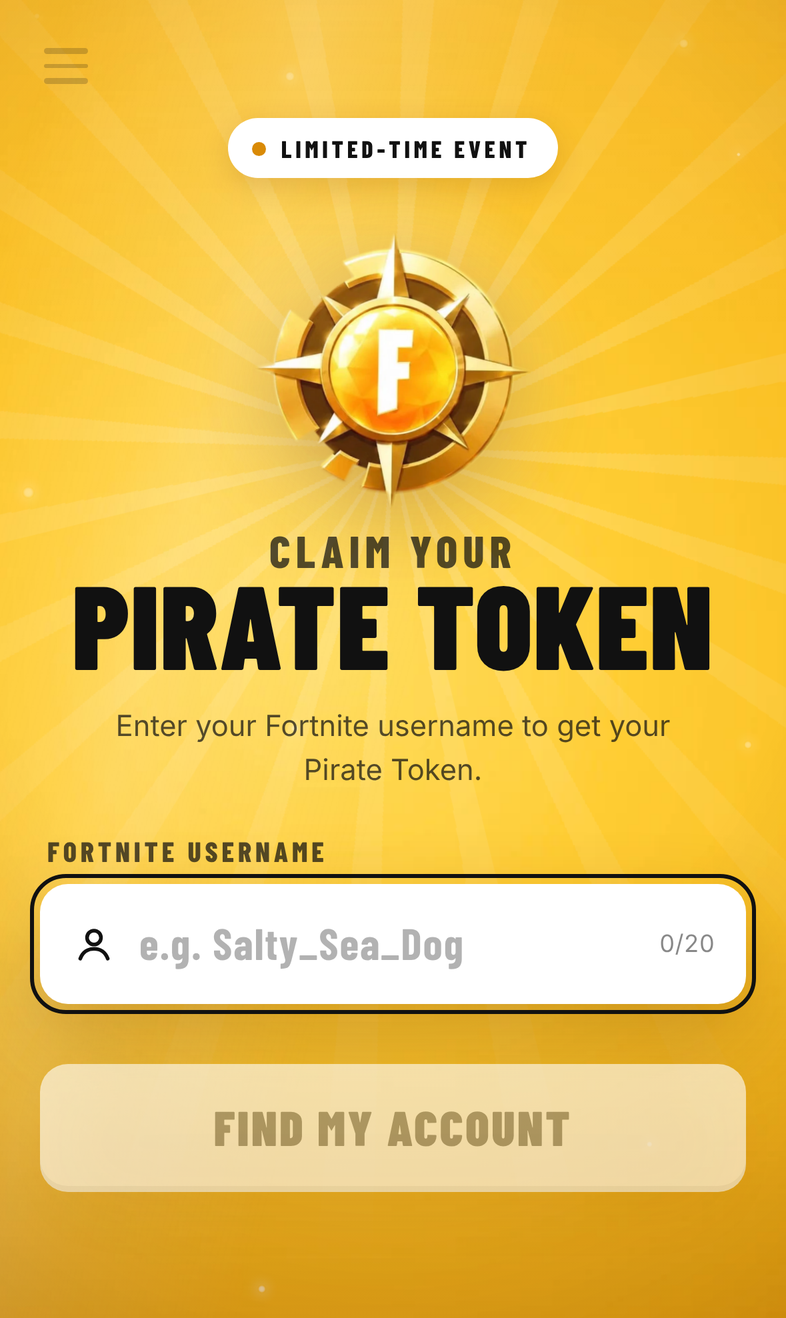 LIMITED-TIME EVENT
F
CLAIM YOUR
PIRATE TOKEN
Enter your Fortnite username to get your
Pirate Token.
FORTNITE USERNAME
e.g. Salty_Sea_Dog
0/20
FIND MY ACCOUNT